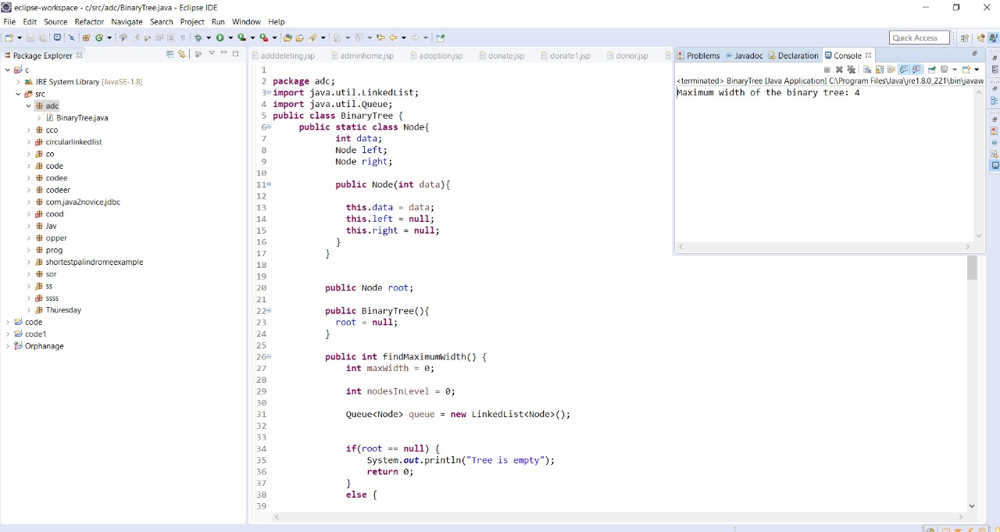 eclipse-workspace - c/src/adc/BinaryTree.java - Eclipse IDE
File Edit Source Refactor Navigate Search Project Run Window Help
Quick Access
Package Explorer
c
JRE System Library [JavaSE-1.8]
src
adc
BinaryTree.java
cco
circularlinkedlist
co
code
codee
codeer
com.java2novice.jdbc
cood
Jav
opper
prog
shortestpalindromeexample
sor
ss
ssss
Thuresday
code
code1
Orphanage
adddeleting.jsp adminhome.jsp adoption.jsp donate.jsp donate1.jsp donor.jsp
1
2 package adc;
3 import java.util.LinkedList;
4 import java.util.Queue;
5 public class BinaryTree {
6 public static class Node{
7 int data;
8 Node left;
9 Node right;
10
11 public Node(int data){
12
13 this.data = data;
14 this.left = null;
15 this.right = null;
16 }
17 }
18
19
20 public Node root;
21
22 public BinaryTree(){
23 root = null;
24 }
25
26 public int findMaximumWidth() {
27 int maxWidth = 0;
28
29 int nodesInLevel = 0;
30
31 Queue<Node> queue = new LinkedList<Node>();
32
33
34 if(root == null) {
35 System.out.println("Tree is empty");
36 return 0;
37 }
38 else {
39
Problems Javadoc Declaration Console
<terminated> BinaryTree [Java Application] C:\Program Files\Java\jre1.8.0_221\bin\javaw
Maximum width of the binary tree: 4